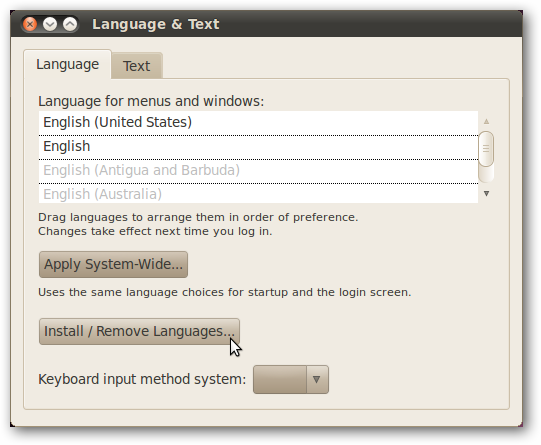 Language & Text
Language
Text
Language for menus and windows:
English (United States)
English
English (Antigua and Barbuda)
English (Australia)
Drag languages to arrange them in order of preference.
Changes take effect next time you log in.
Apply System-Wide...
Uses the same language choices for startup and the login screen.
Install / Remove Languages...
Keyboard input method system: